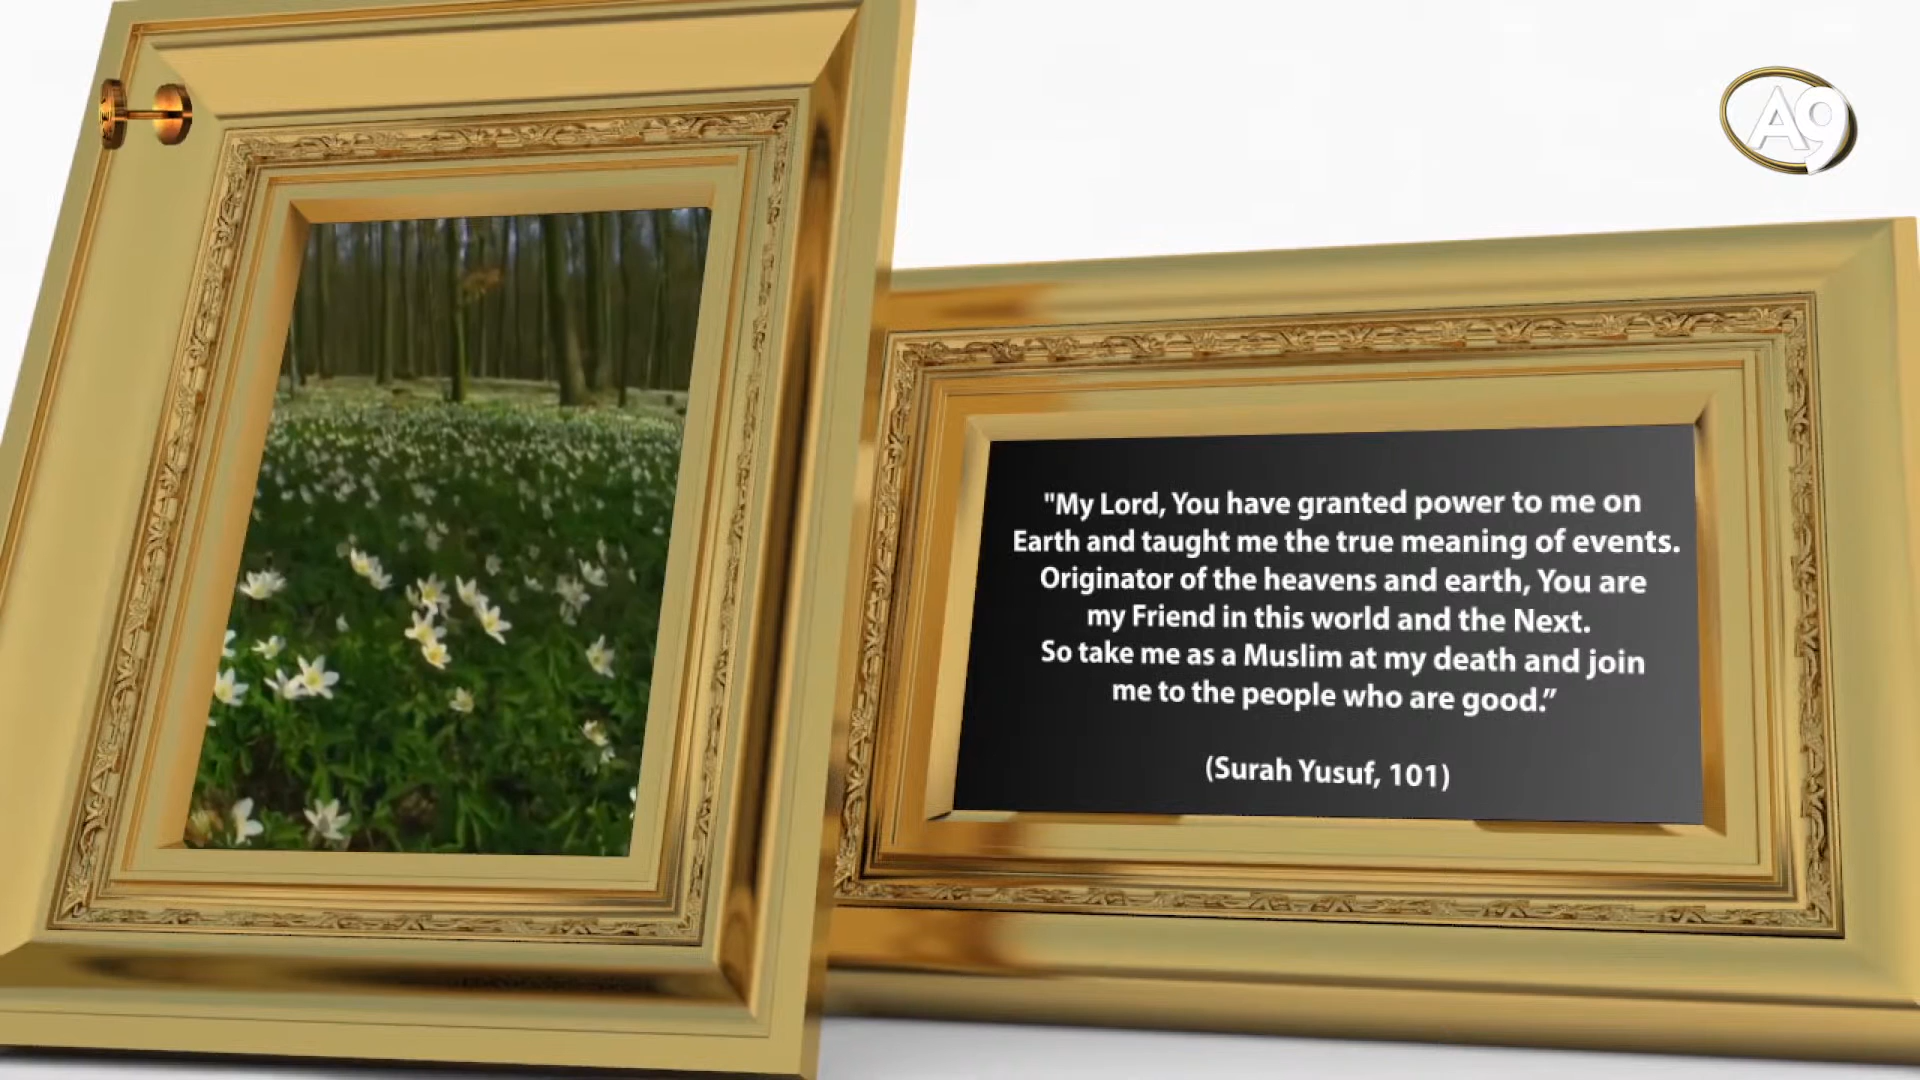 A9
"My Lord, You have granted power to me on
Earth and taught me the true meaning of events.
Originator of the heavens and earth, You are
my Friend in this world and the Next.
So take me as a Muslim at my death and join
me to the people who are good.”
(Surah Yusuf, 101)